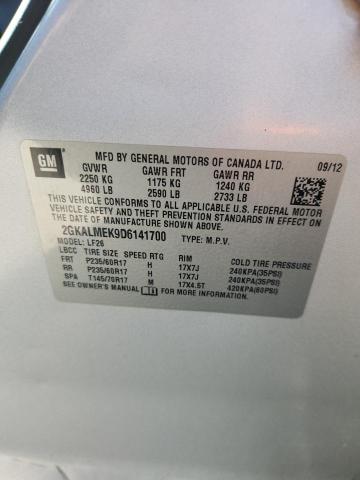 GM
MFD BY GENERAL MOTORS OF CANADA LTD. 09/12
GVWR GAWR FRT GAWR RR
2250 KG 1175 KG 1240 KG
4960 LB 2590 LB 2733 LB
THIS VEHICLE CONFORMS TO ALL APPLICABLE U.S. FEDERAL MOTOR
VEHICLE SAFETY AND THEFT PREVENTION STANDARDS IN
EFFECT ON THE DATE OF MANUFACTURE SHOWN ABOVE.
2GKALMEK9D6141700 TYPE: M.P.V.
MODEL: LF26
LBCC TIRE SIZE SPEED RTG RIM COLD TIRE PRESSURE
FRT P235/60R17 H 17X7J 240KPA(35PSI)
RR P235/60R17 H 17X7J 240KPA(35PSI)
SPA T145/70R17 M 17X4.5T 420KPA(60PSI)
SEE OWNER'S MANUAL FOR MORE INFORMATION.